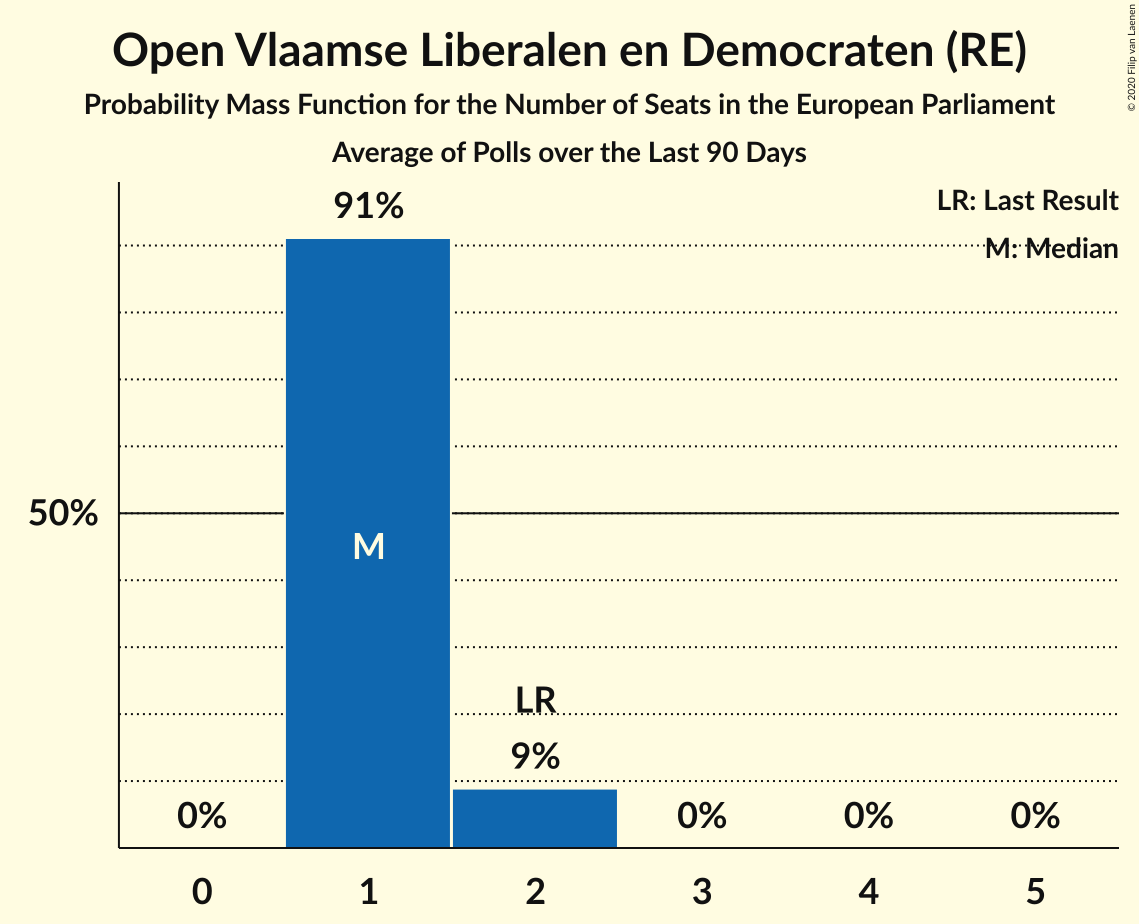 Open Vlaamse Liberalen en Democraten (RE)
Probability Mass Function for the Number of Seats in the European Parliament
Average of Polls over the Last 90 Days
© 2020 Filip van Laenen
LR: Last Result
M: Median
91%
50%
M
LR
9%
0%
0%
0%
0%
0
1
2
3
4
5